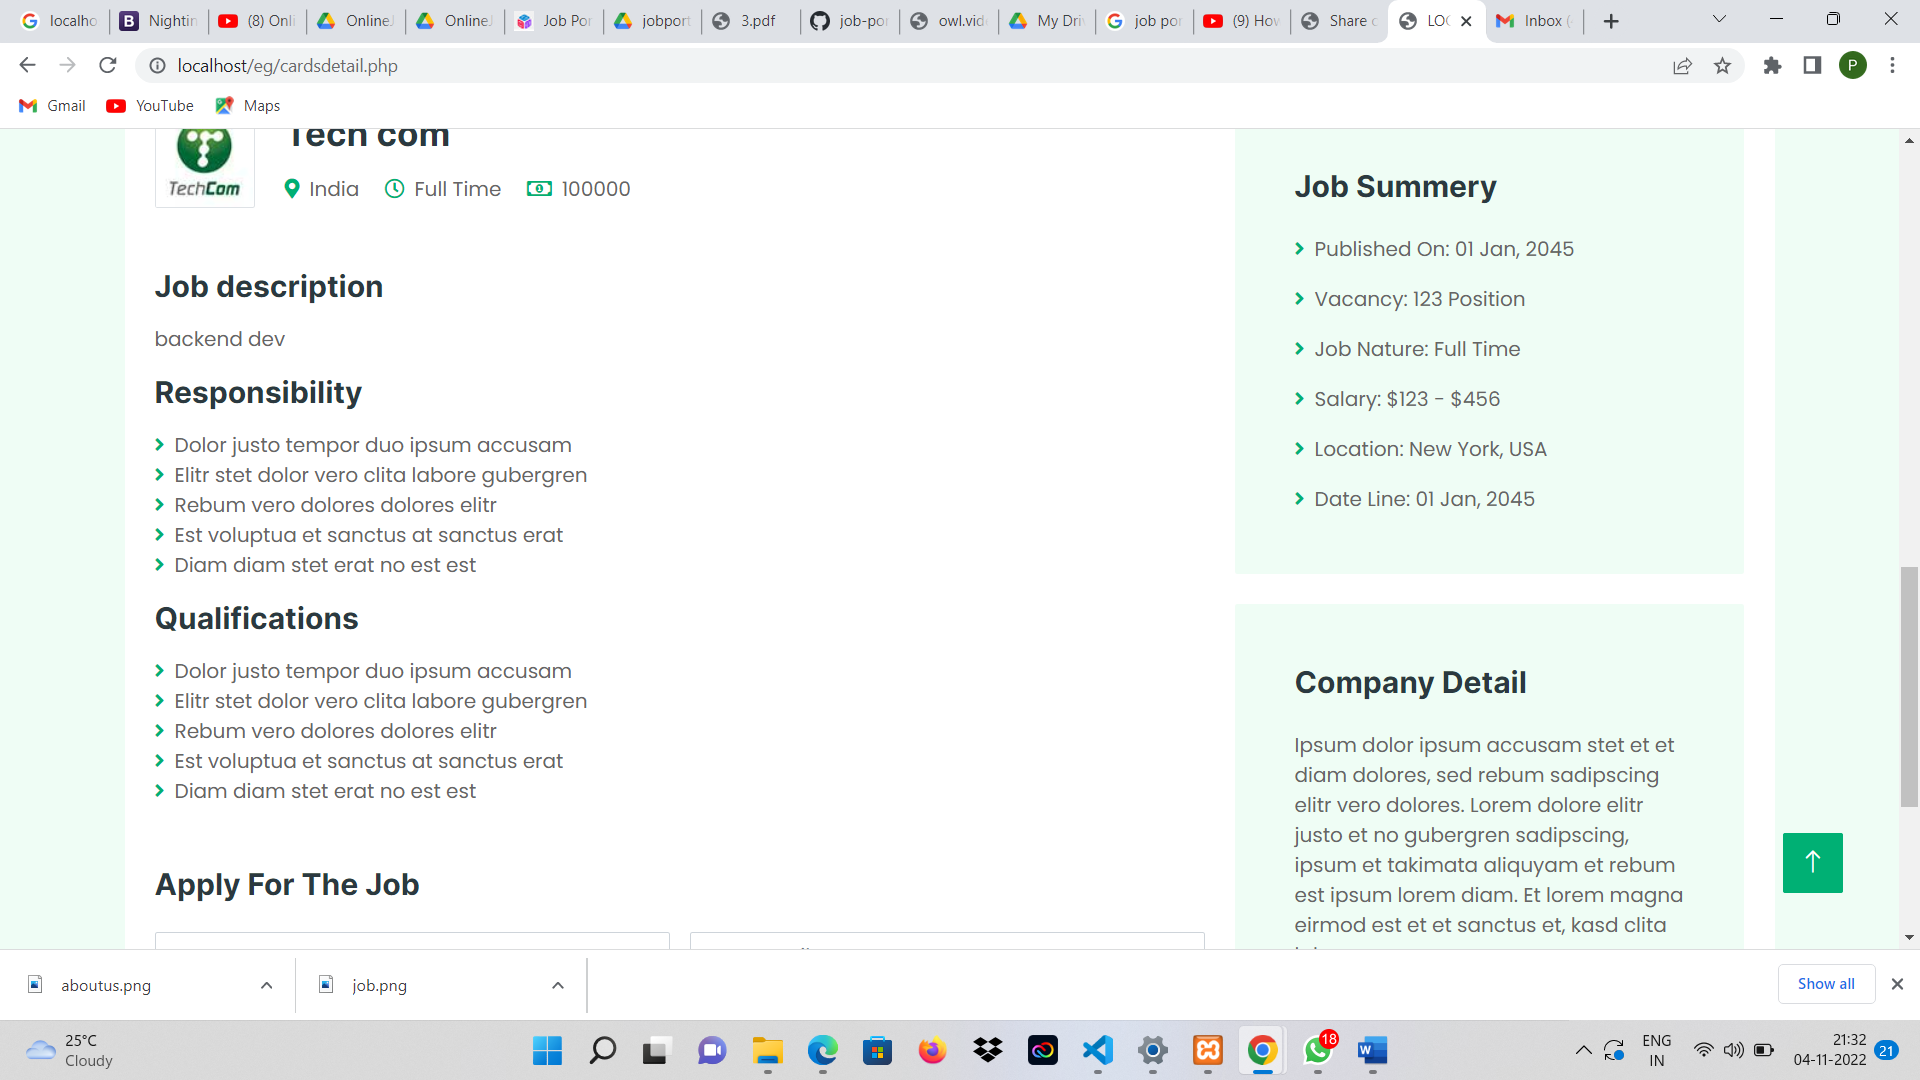 localho
Nightin
(8) Onli
OnlineJ
OnlineJ
Job Por
jobport
3.pdf
job-po
owl.vid
My Driv
job por
(9) How
Share o
LOG
Inbox (
localhost/eg/cardsdetail.php
P
Gmail
YouTube
Maps
TechCom
Tech com
India
Full Time
100000
Job description
backend dev
Responsibility
Dolor justo tempor duo ipsum accusam
Elitr stet dolor vero clita labore gubergren
Rebum vero dolores dolores elitr
Est voluptua et sanctus at sanctus erat
Diam diam stet erat no est est
Qualifications
Dolor justo tempor duo ipsum accusam
Elitr stet dolor vero clita labore gubergren
Rebum vero dolores dolores elitr
Est voluptua et sanctus at sanctus erat
Diam diam stet erat no est est
Apply For The Job
Job Summery
Published On: 01 Jan, 2045
Vacancy: 123 Position
Job Nature: Full Time
Salary: $123 - $456
Location: New York, USA
Date Line: 01 Jan, 2045
Company Detail
Ipsum dolor ipsum accusam stet et et
diam dolores, sed rebum sadipscing
elitr vero dolores. Lorem dolore elitr
justo et no gubergren sadipscing,
ipsum et takimata aliquyam et rebum
est ipsum lorem diam. Et lorem magna
eirmod est et et sanctus et, kasd clita
aboutus.png
job.png
Show all
25°C
Cloudy
18
ENG
IN
21:32
04-11-2022
21